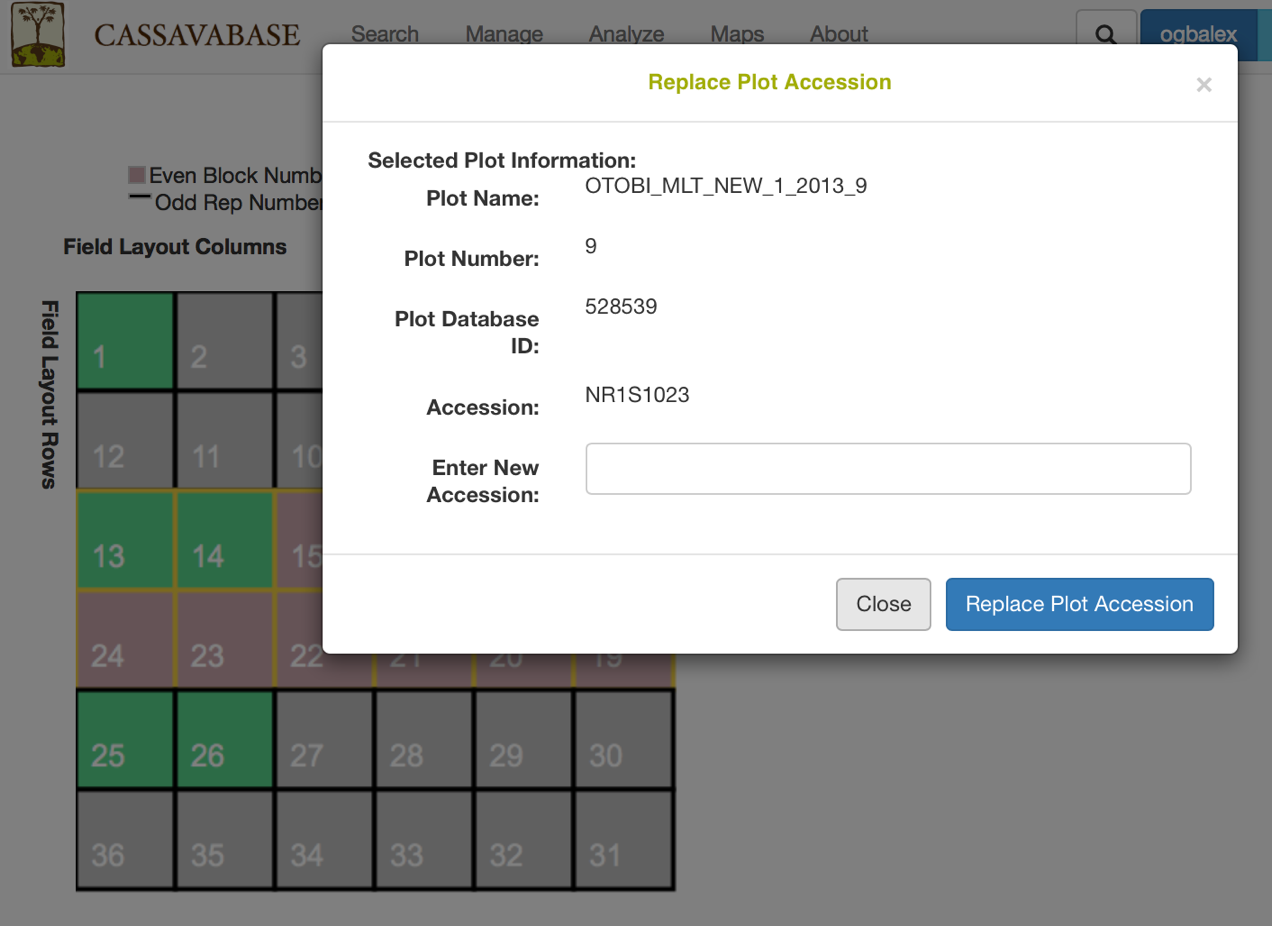 CASSAVABASE
Search Manage Analyze Maps About
ogbalex
Replace Plot Accession
×
Selected Plot Information:
Plot Name: OTOBI_MLT_NEW_1_2013_9
Plot Number: 9
Plot Database
ID: 528539
Accession: NR1S1023
Enter New
Accession:
Close Replace Plot Accession
Even Block Numb
Odd Rep Number
Field Layout Columns
Field Layout Rows
1 2 3
12 11 10
13 14 15
24 23 22 21 20 19
25 26 27 28 29 30
36 35 34 33 32 31